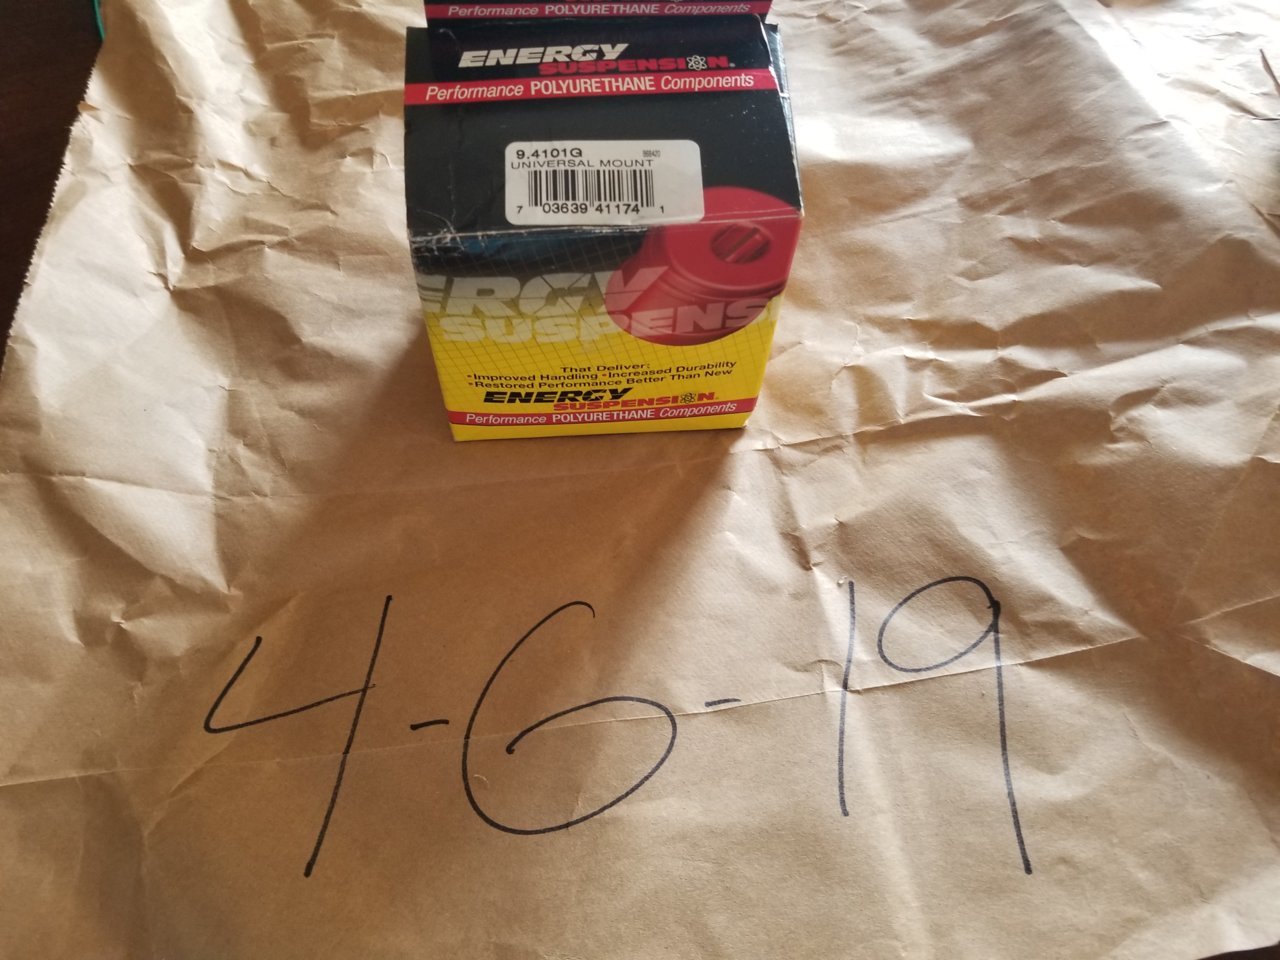 Performance POLYURETHANE Components
ENERGY
SUSPENSION®
Performance POLYURETHANE Components
9.4101G
UNIVERSAL MOUNT
7 03639 41174 1
ERGY
SUSPENS
That Deliver:
•Improved Handling •Increased Durability
•Restored Performance Better Than New
ENERGY
SUSPENSION®
Performance POLYURETHANE Components
4-6-19